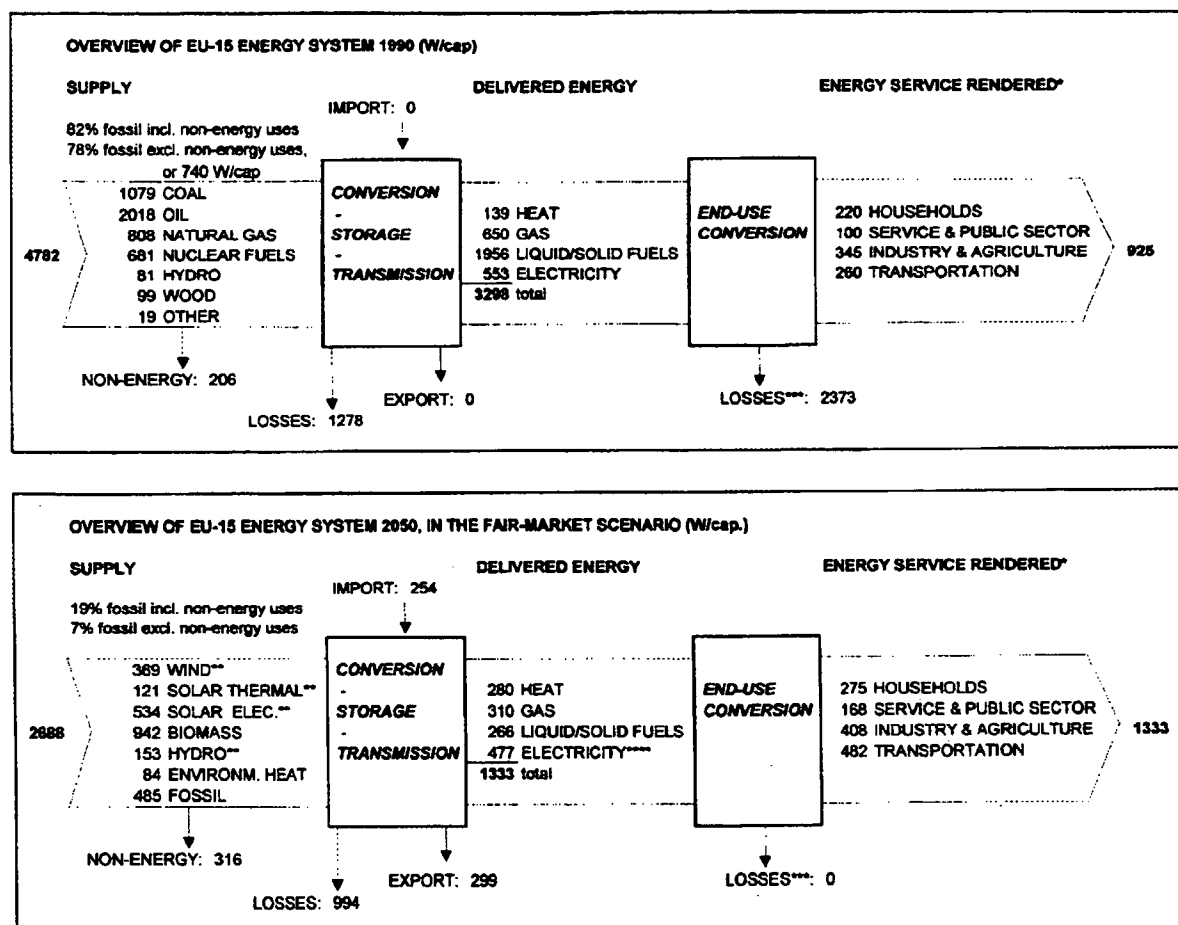 OVERVIEW OF EU-15 ENERGY SYSTEM 1990 (W/cap)
SUPPLY
DELIVERED ENERGY
ENERGY SERVICE RENDERED*
IMPORT: 0
82% fossil incl. non-energy uses
78% fossil excl. non-energy uses,
or 740 W/cap
4782
1079 COAL
2018 OIL
808 NATURAL GAS
681 NUCLEAR FUELS
81 HYDRO
99 WOOD
19 OTHER
CONVERSION
-
STORAGE
-
TRANSMISSION
139 HEAT
650 GAS
1956 LIQUID/SOLID FUELS
553 ELECTRICITY
3298 total
END-USE
CONVERSION
220 HOUSEHOLDS
100 SERVICE & PUBLIC SECTOR
345 INDUSTRY & AGRICULTURE
260 TRANSPORTATION
925
NON-ENERGY: 206
LOSSES: 1278
EXPORT: 0
LOSSES***: 2373
OVERVIEW OF EU-15 ENERGY SYSTEM 2050, IN THE FAIR-MARKET SCENARIO (W/cap.)
SUPPLY
DELIVERED ENERGY
ENERGY SERVICE RENDERED*
IMPORT: 254
19% fossil incl. non-energy uses
7% fossil excl. non-energy uses
2688
369 WIND**
121 SOLAR THERMAL**
534 SOLAR ELEC.**
942 BIOMASS
153 HYDRO**
84 ENVIRONM. HEAT
485 FOSSIL
CONVERSION
-
STORAGE
-
TRANSMISSION
280 HEAT
310 GAS
266 LIQUID/SOLID FUELS
477 ELECTRICITY****
1333 total
END-USE
CONVERSION
275 HOUSEHOLDS
168 SERVICE & PUBLIC SECTOR
408 INDUSTRY & AGRICULTURE
482 TRANSPORTATION
1333
NON-ENERGY: 316
LOSSES: 994
EXPORT: 299
LOSSES***: 0